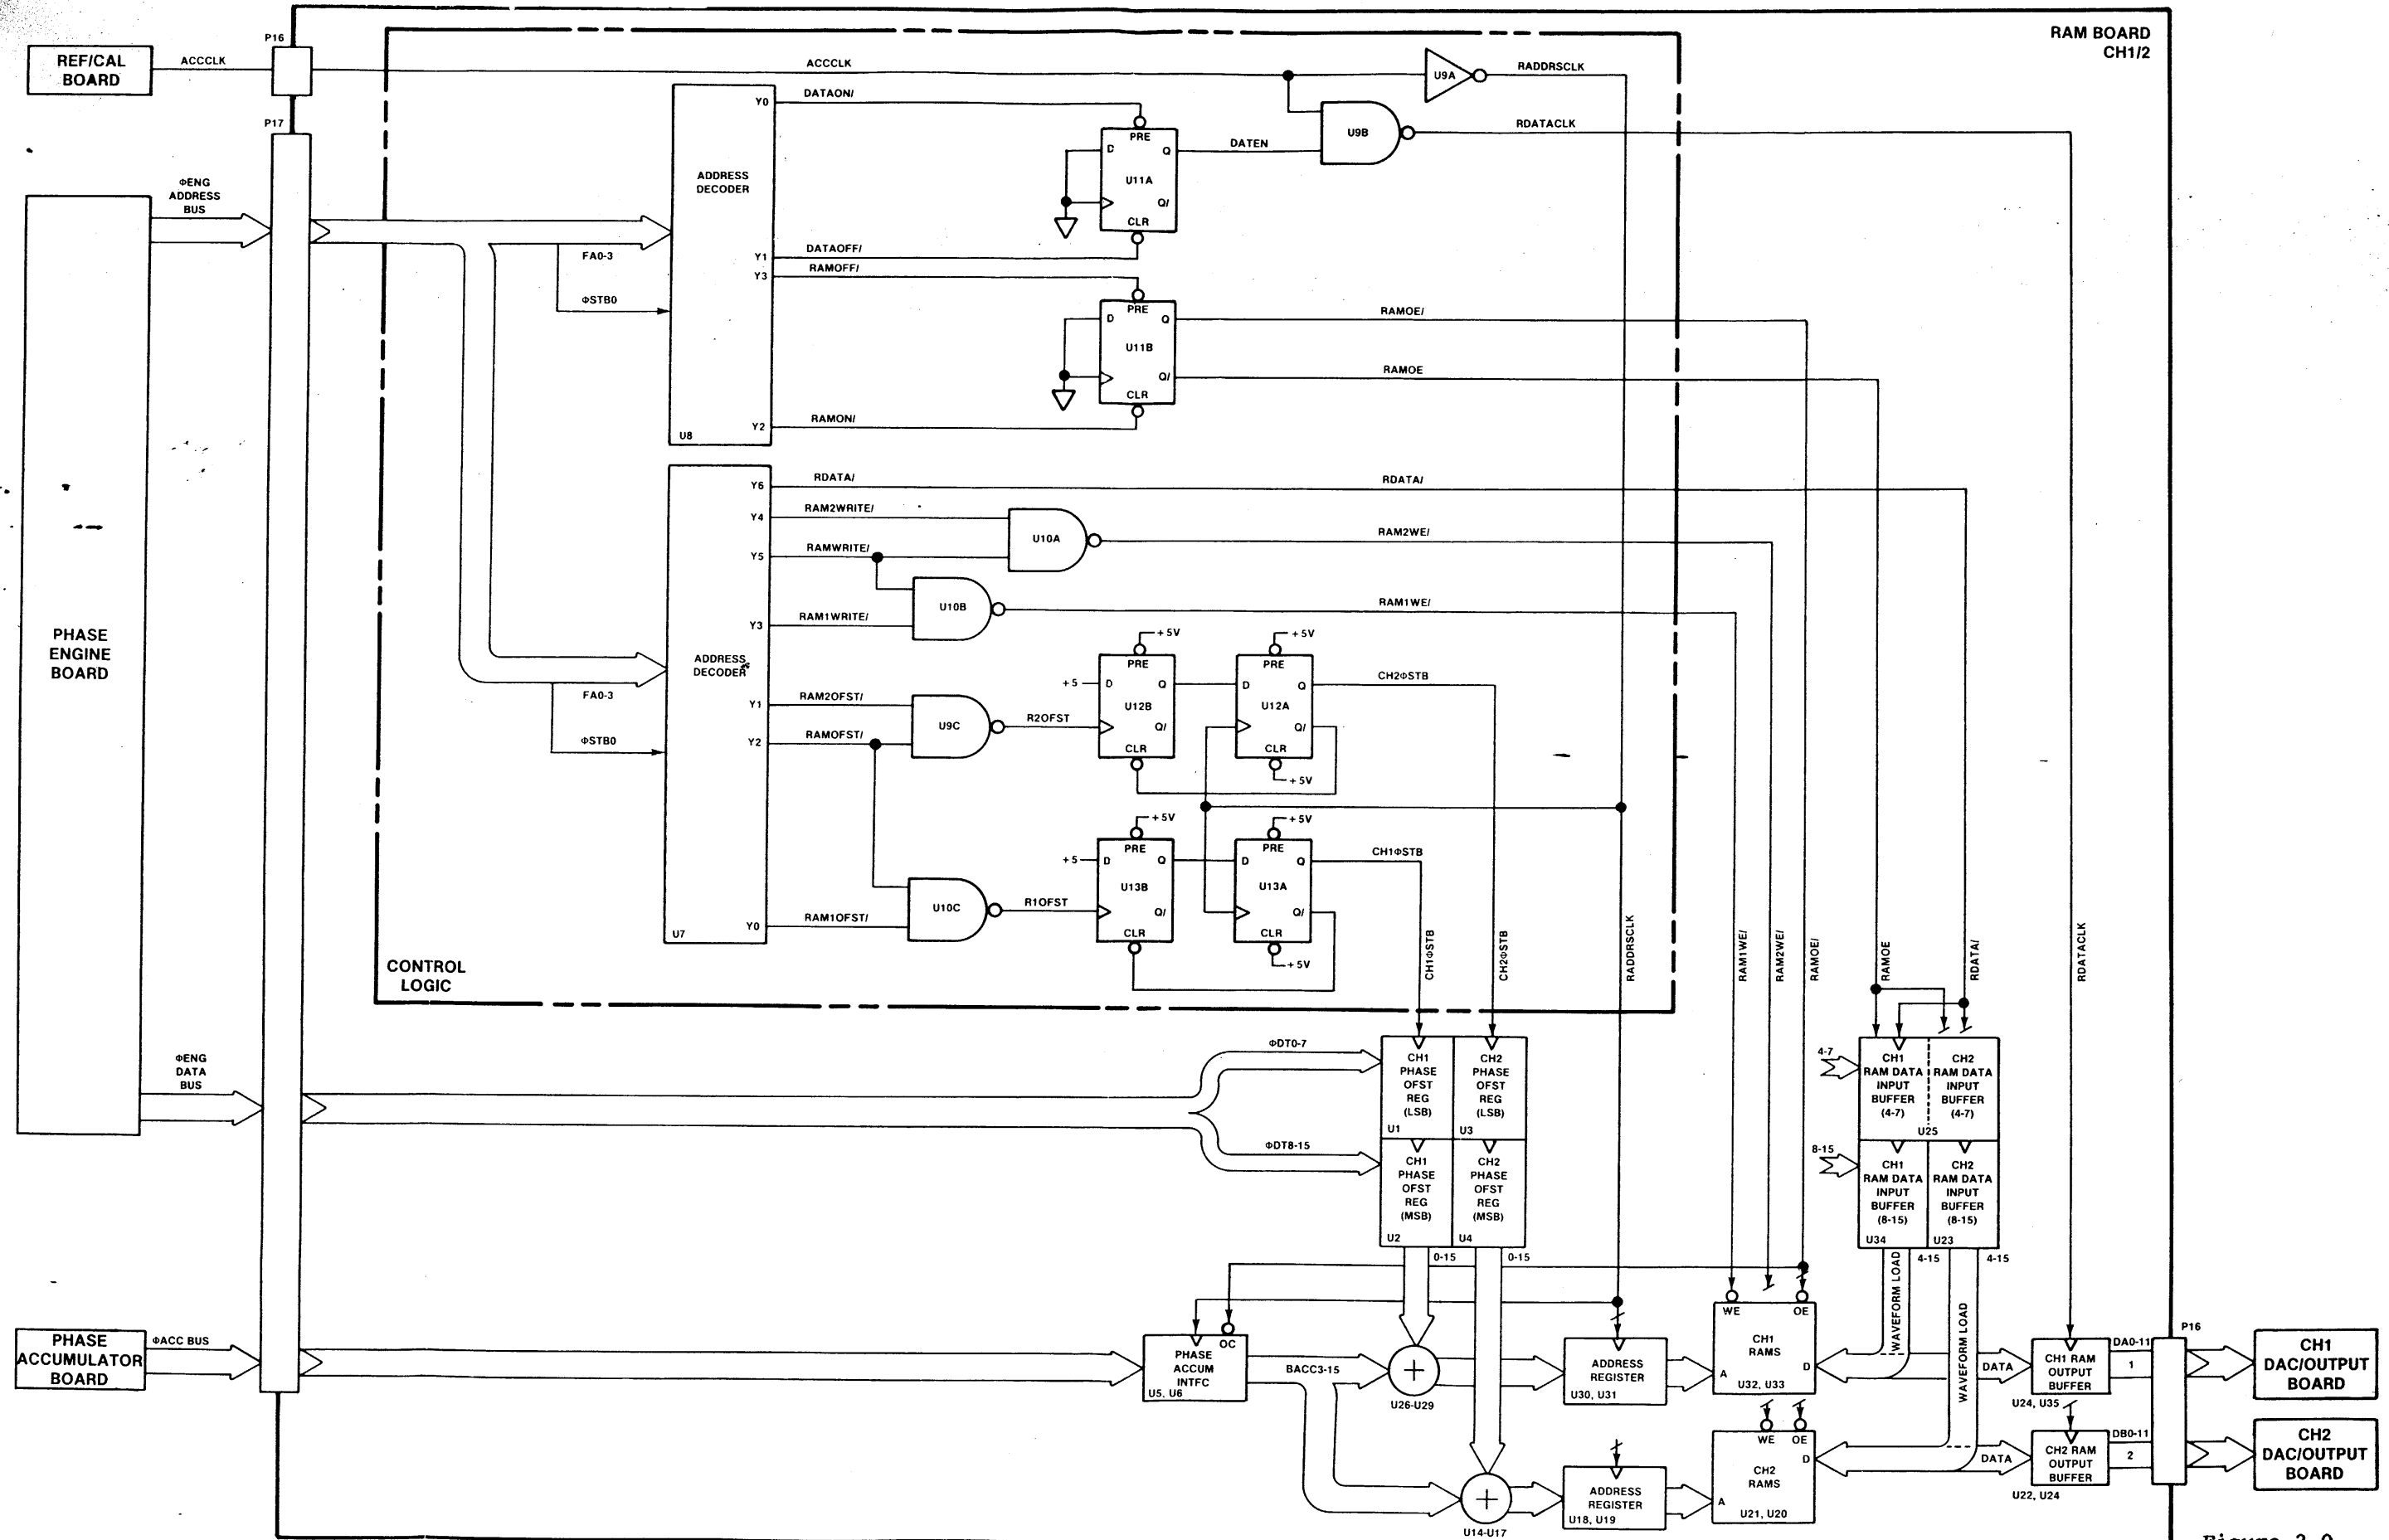 RAM BOARD
CH1/2
P16
REF/CAL
BOARD
ACCCLK
ACCCLK
U9A
RADDRSCLK
P17
Y0
DATAON/
U9B
RDATACLK
PRE
D
Q
DATEN
U11A
Q/
CLR
ADDRESS
DECODER
ΦENG
ADDRESS
BUS
FA0-3
ΦSTB0
Y1
DATAOFF/
Y3
RAMOFF/
PRE
D
Q
RAMOE/
U11B
Q/
RAMOE
CLR
Y2
RAMON/
U8
Y6
RDATA/
RDATA/
Y4
RAM2WRITE/
U10A
RAM2WE/
Y5
RAMWRITE/
U10B
RAM1WE/
Y3
RAM1WRITE/
PHASE
ENGINE
BOARD
ADDRESS
DECODER
FA0-3
ΦSTB0
+5V
+5V
PRE
PRE
+5
D
Q
D
Q
CH2ΦSTB
Y1
RAM2OFST/
U9C
R2OFST
U12B
U12A
Q/
Q/
Y2
RAMOFST/
CLR
CLR
+5V
+5V
+5V
PRE
PRE
+5
D
Q
D
Q
CH1ΦSTB
U13B
U13A
U10C
R1OFST
Q/
Q/
Y0
RAM1OFST/
CLR
CLR
U7
+5V
CONTROL
LOGIC
CH1ΦSTB
CH2ΦSTB
RADDRSCLK
RAM1WE/
RAM2WE/
RAMOE/
RAMOE
RDATA/
RDATACLK
ΦENG
DATA
BUS
ΦDT0-7
ΦDT8-15
CH1
PHASE
OFST
REG
(LSB)
U1
CH2
PHASE
OFST
REG
(LSB)
U3
CH1
PHASE
OFST
REG
(MSB)
U2
CH2
PHASE
OFST
REG
(MSB)
U4
0-15
0-15
4-7
CH1
RAM DATA
INPUT
BUFFER
(4-7)
CH2
RAM DATA
INPUT
BUFFER
(4-7)
U25
8-15
CH1
RAM DATA
INPUT
BUFFER
(8-15)
U34
CH2
RAM DATA
INPUT
BUFFER
(8-15)
U23
4-15
4-15
WAVEFORM LOAD
WAVEFORM LOAD
PHASE
ACCUMULATOR
BOARD
ΦACC BUS
OC
PHASE
ACCUM
INTFC
U5, U6
BACC3-15
U26-U29
ADDRESS
REGISTER
U30, U31
WE
OE
CH1
RAMS
A
D
U32, U33
DATA
CH1 RAM
OUTPUT
BUFFER
U24, U35
DA0-11
1
P16
CH1
DAC/OUTPUT
BOARD
U14-U17
ADDRESS
REGISTER
U18, U19
WE
OE
CH2
RAMS
A
D
U21, U20
DATA
CH2 RAM
OUTPUT
BUFFER
U22, U24
DB0-11
2
CH2
DAC/OUTPUT
BOARD